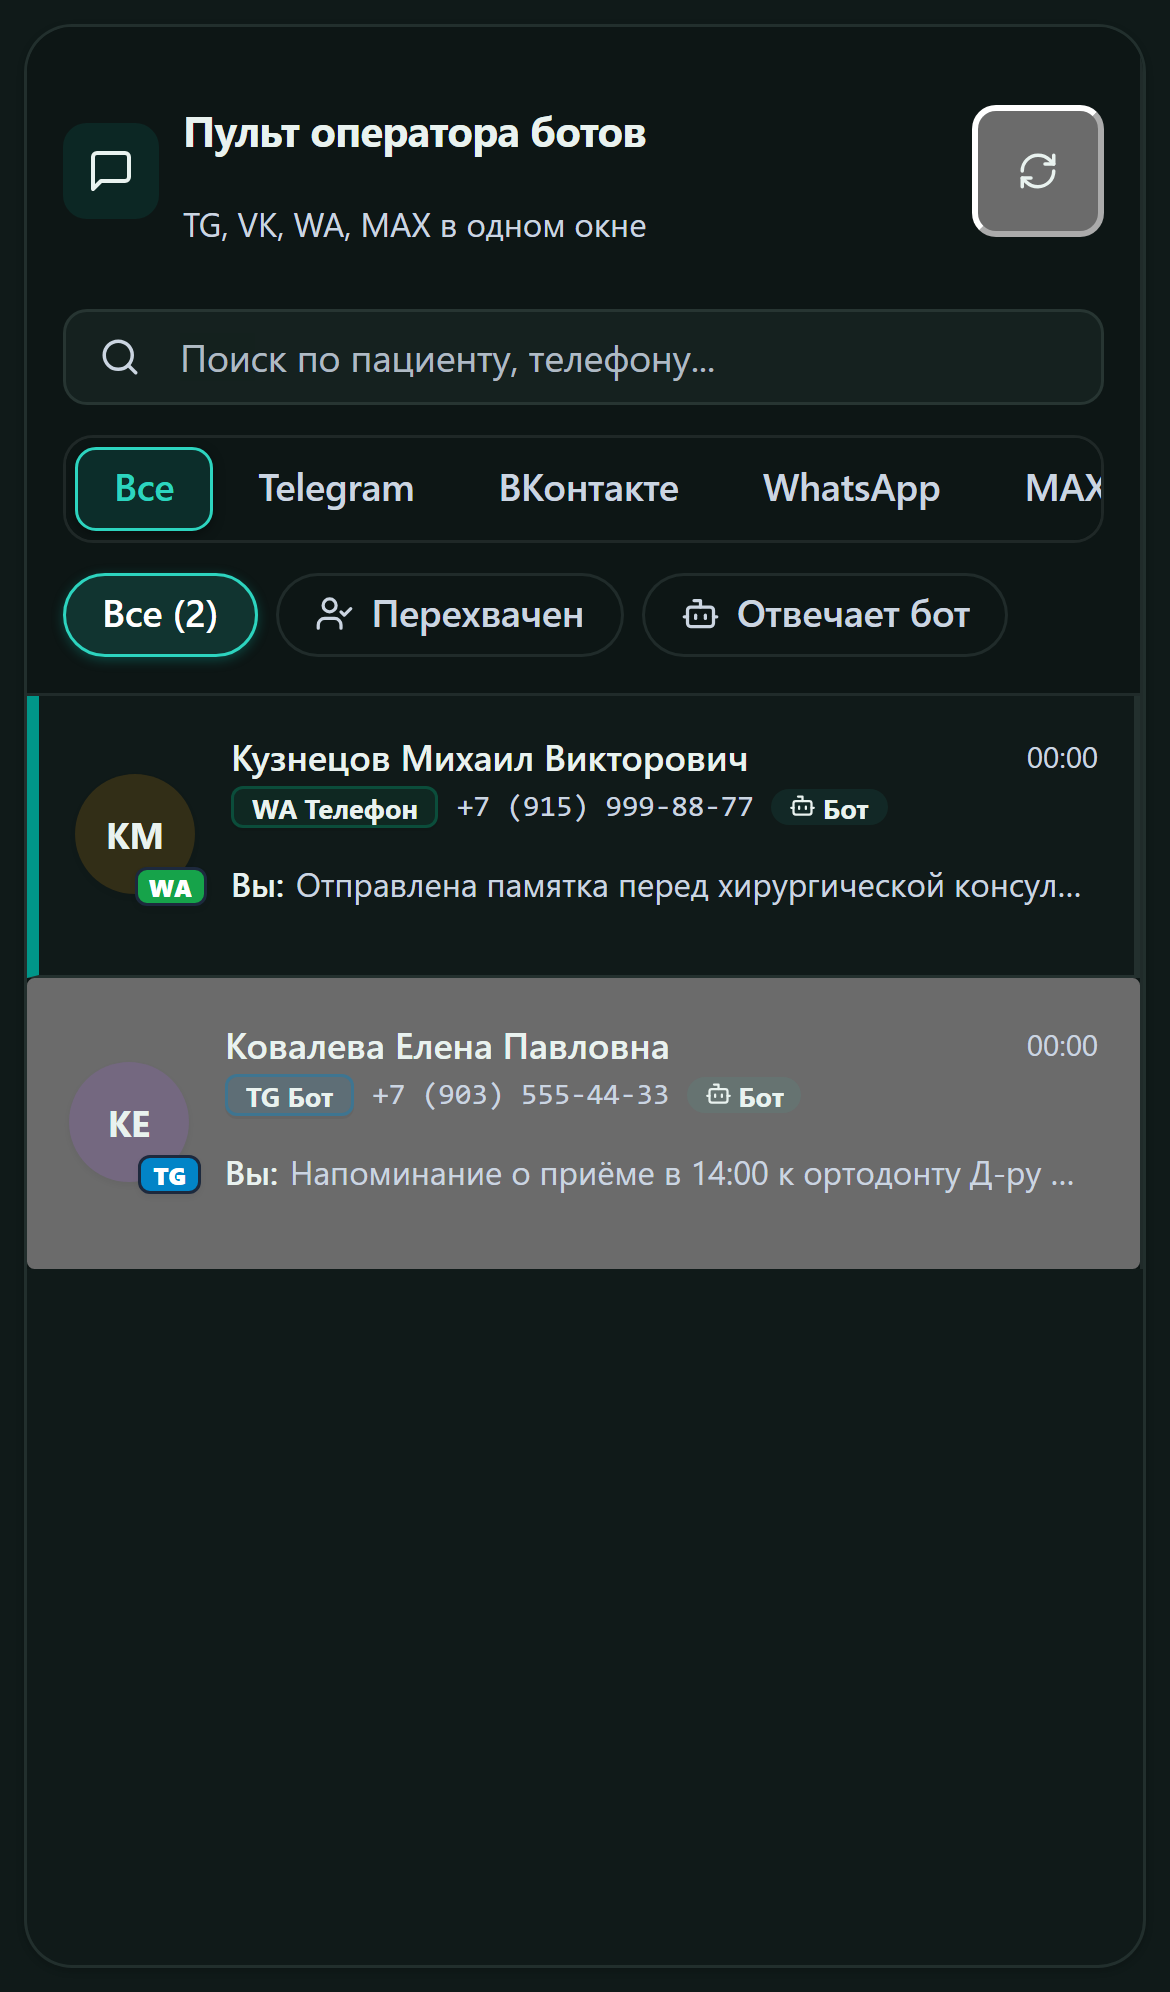 Пульт оператора ботов
TG, VK, WA, MAX в одном окне
Поиск по пациенту, телефону...
Все Telegram ВКонтакте WhatsApp MAX
Все (2) Перехвачен Отвечает бот
Кузнецов Михаил Викторович 00:00
КМ WA Телефон +7 (915) 999-88-77 Бот
WA Вы: Отправлена памятка перед хирургической консул...
Ковалева Елена Павловна 00:00
КЕ TG Бот +7 (903) 555-44-33 Бот
TG Вы: Напоминание о приёме в 14:00 к ортодонту Д-ру ...